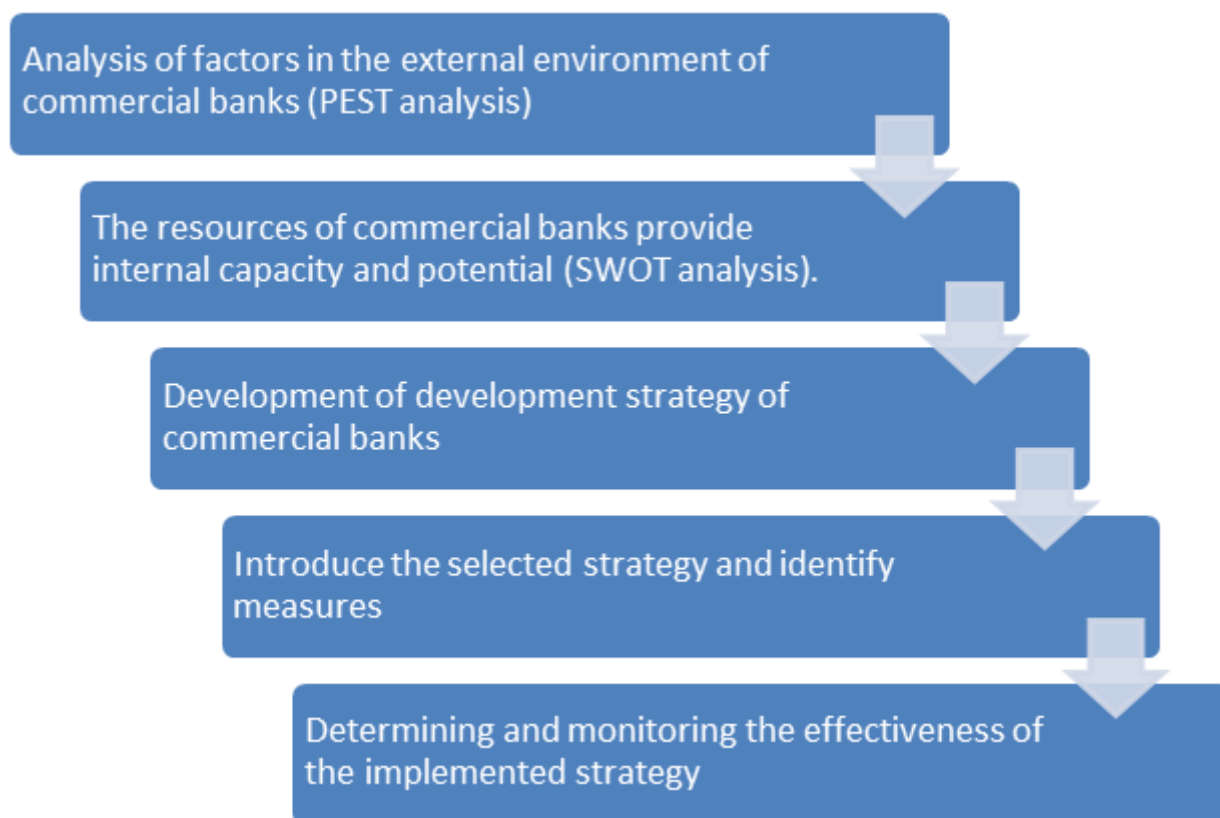 Analysis of factors in the external environment of
commercial banks (PEST analysis)
The resources of commercial banks provide
internal capacity and potential (SWOT analysis).
Development of development strategy of
commercial banks
Introduce the selected strategy and identify
measures
Determining and monitoring the effectiveness of
the implemented strategy